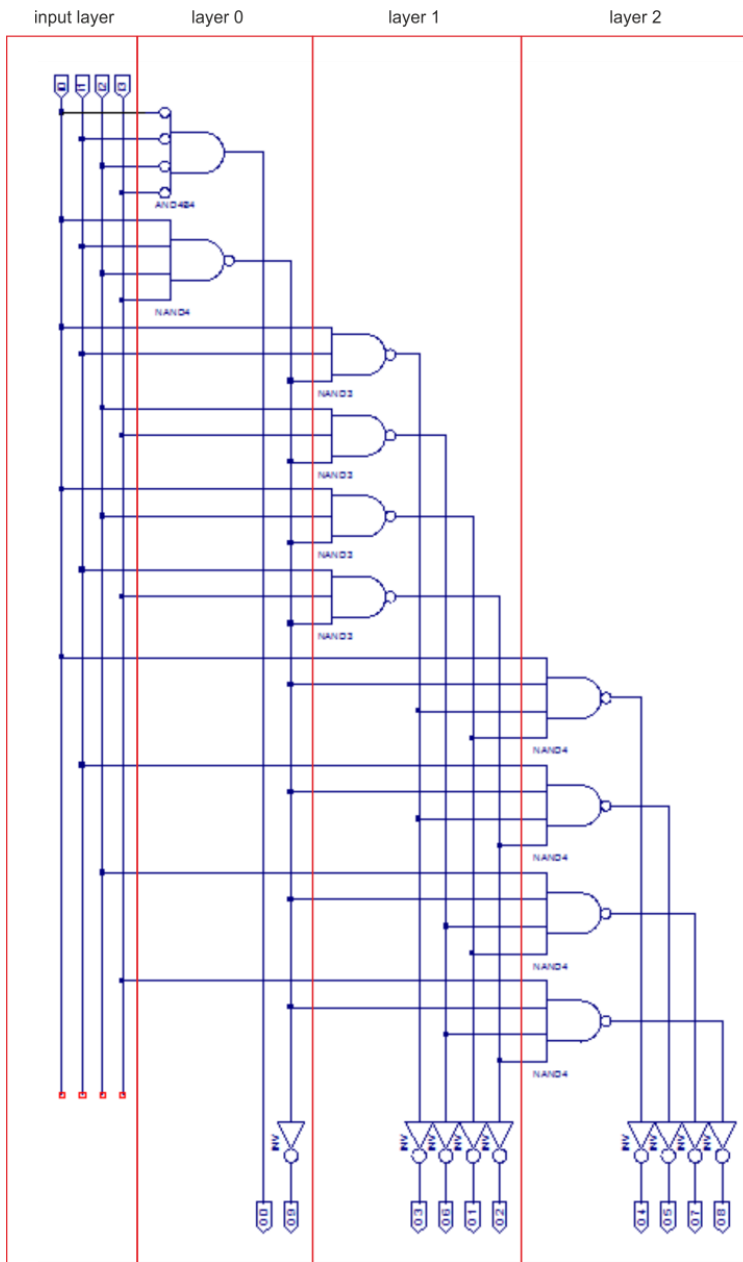 input layer
layer 0
layer 1
layer 2
I0
I1
I2
I3
AND4B4
NAND4
NAND3
NAND3
NAND3
NAND3
NAND4
NAND4
NAND4
NAND4
INV
INV
INV
INV
INV
INV
INV
INV
INV
O0
O9
O3
O6
O1
O2
O4
O5
O7
O8